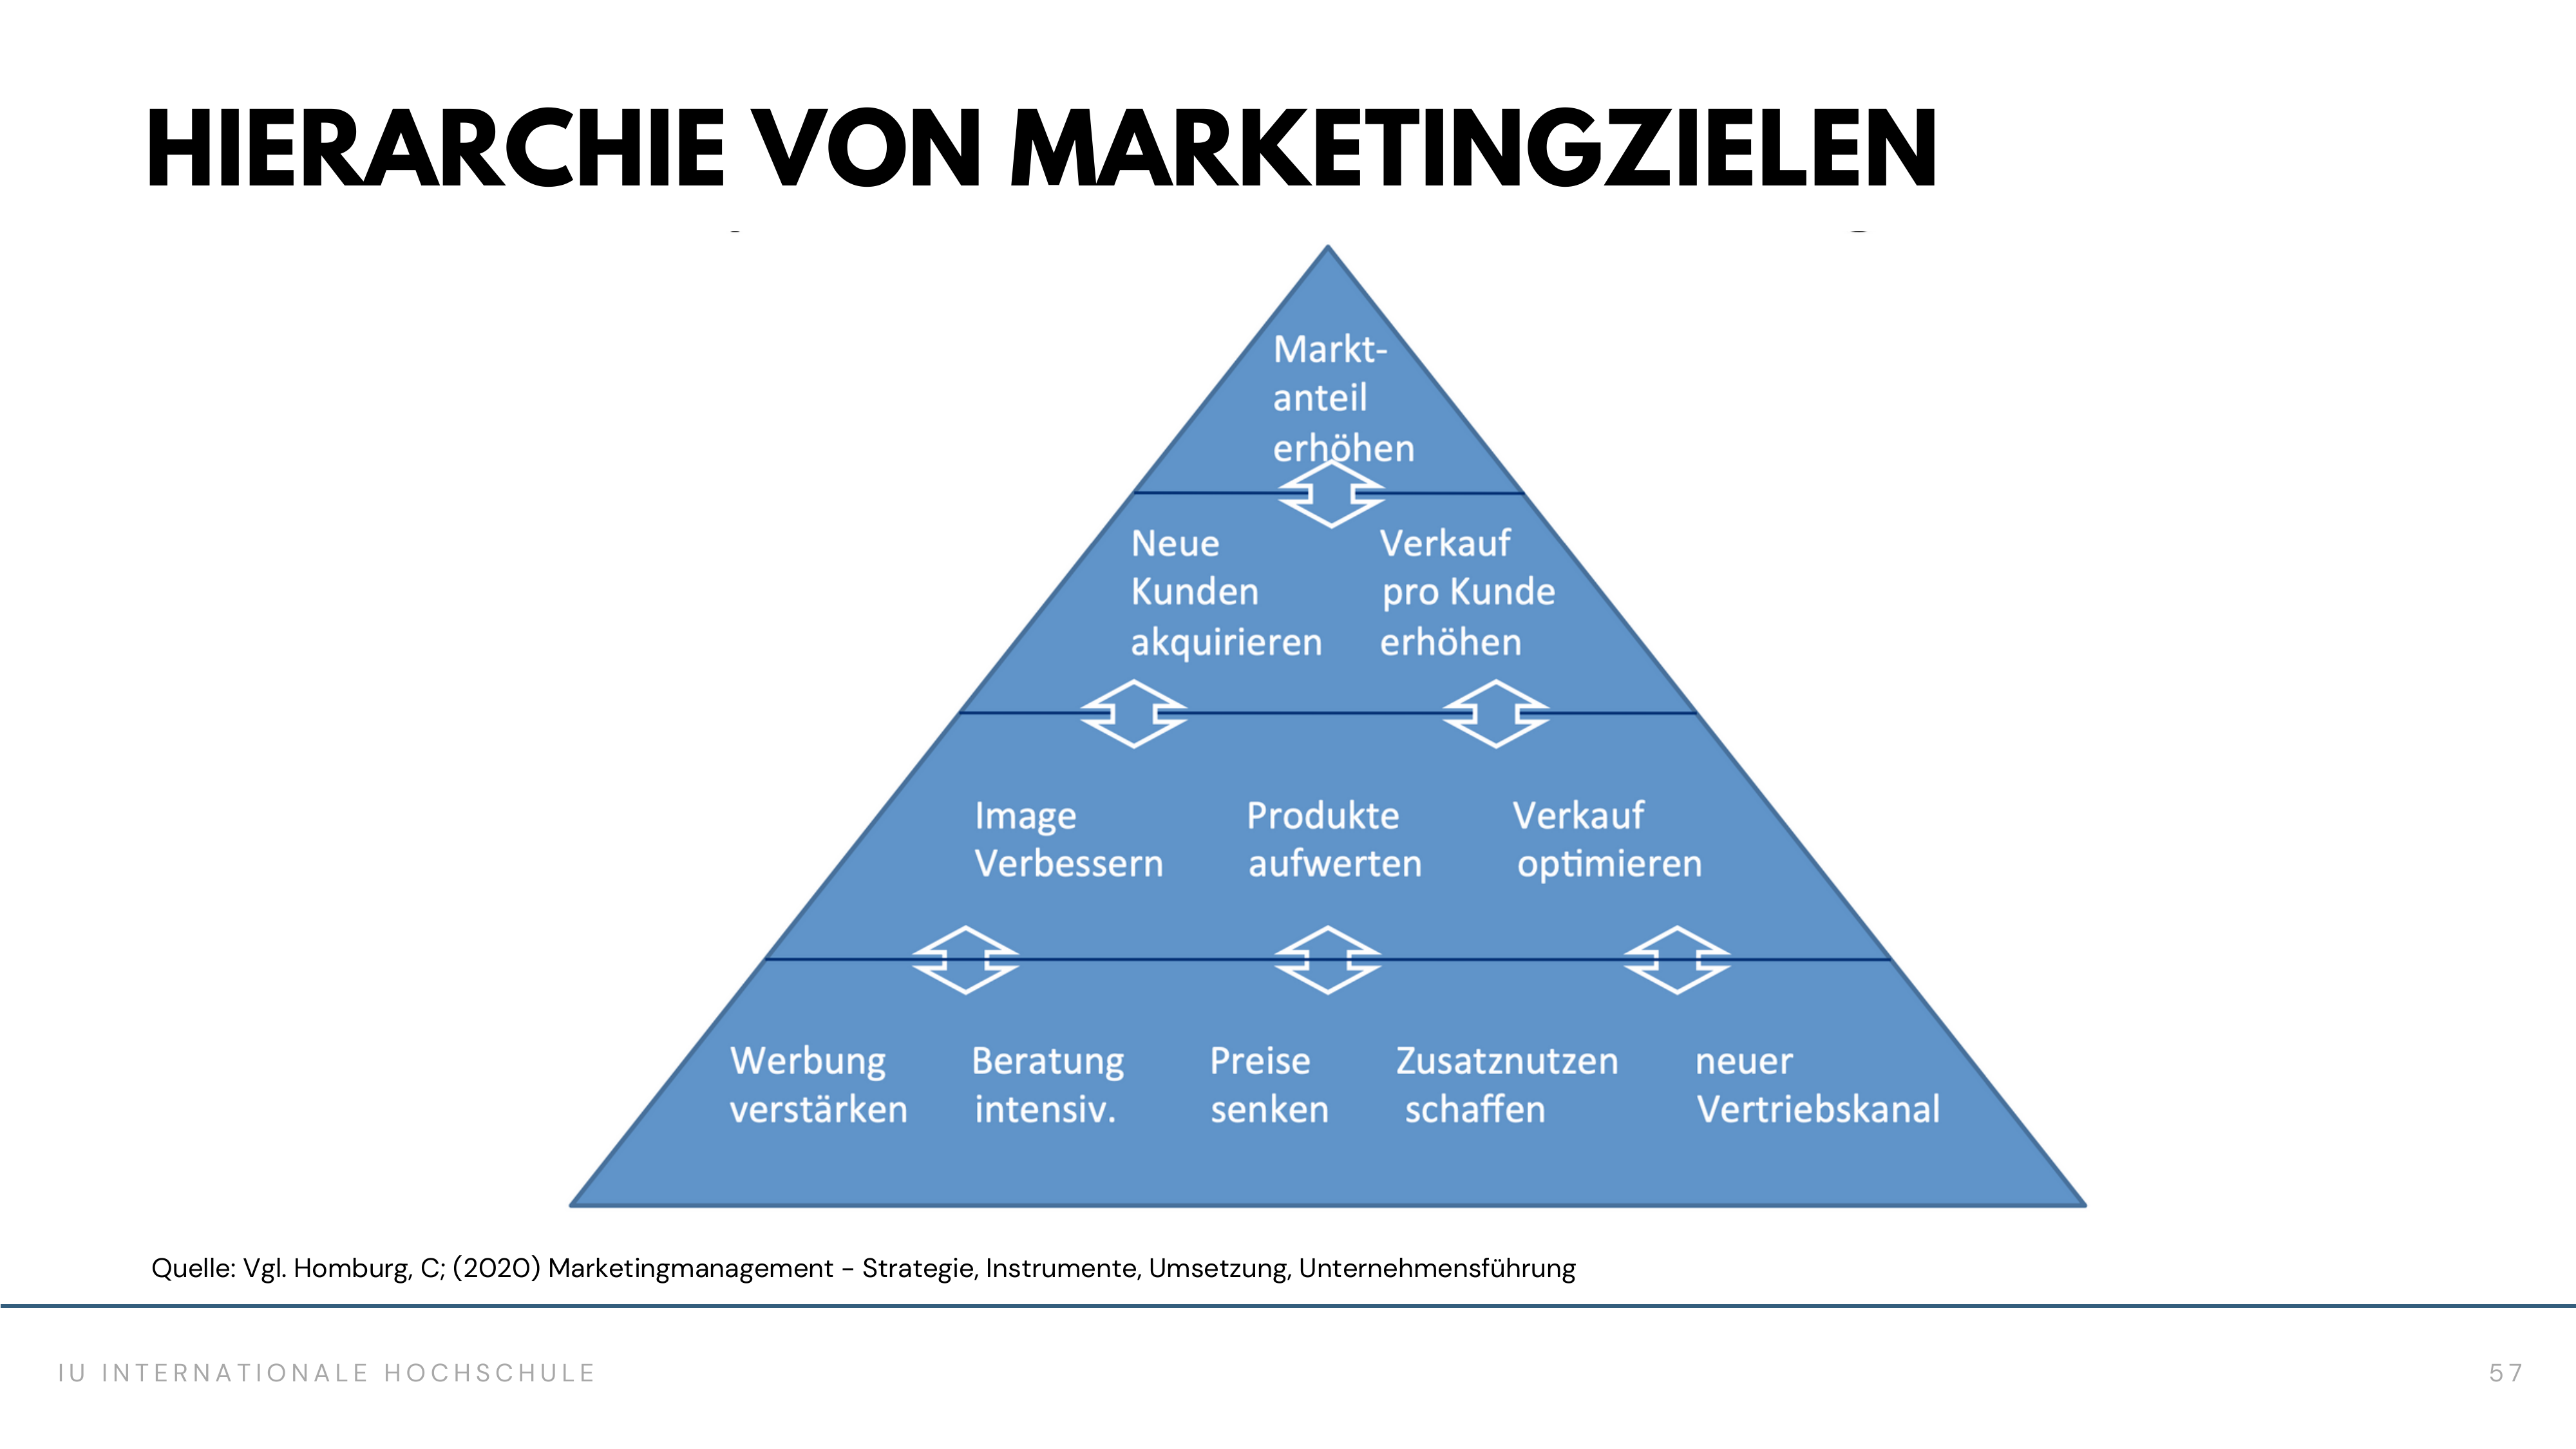 HIERARCHIE VON MARKETINGZIELEN
Markt-
anteil
erhöhen
Neue
Kunden
akquirieren
Verkauf
pro Kunde
erhöhen
Image
Verbessern
Produkte
aufwerten
Verkauf
optimieren
Werbung
verstärken
Beratung
intensiv.
Preise
senken
Zusatznutzen
schaffen
neuer
Vertriebskanal
Quelle: Vgl. Homburg, C; (2020) Marketingmanagement – Strategie, Instrumente, Umsetzung, Unternehmensführung
IU INTERNATIONALE HOCHSCHULE
57